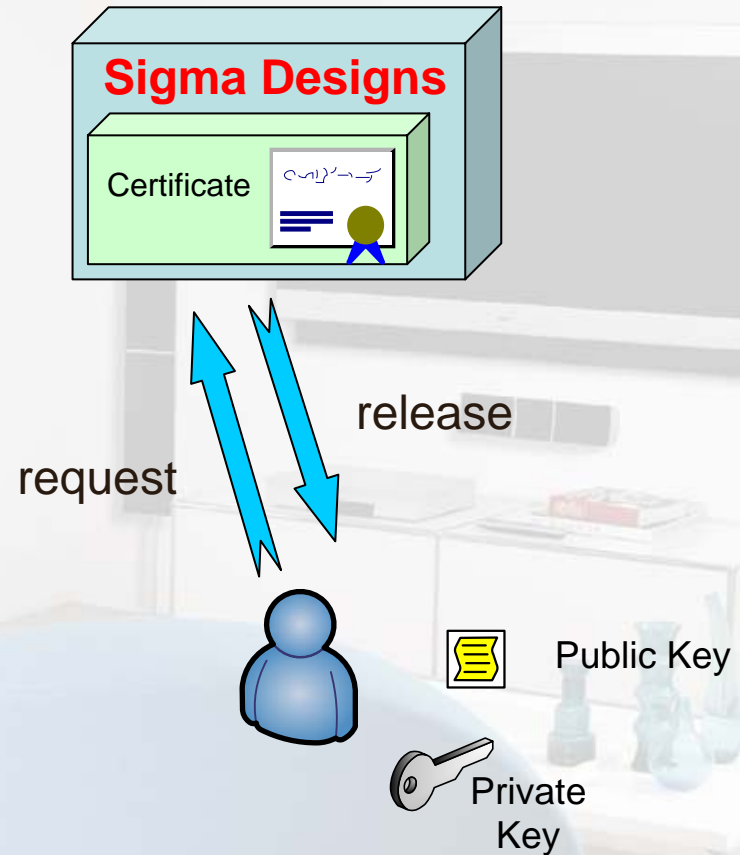 Sigma Designs
Certificate
release
request
Public Key
Private
Key